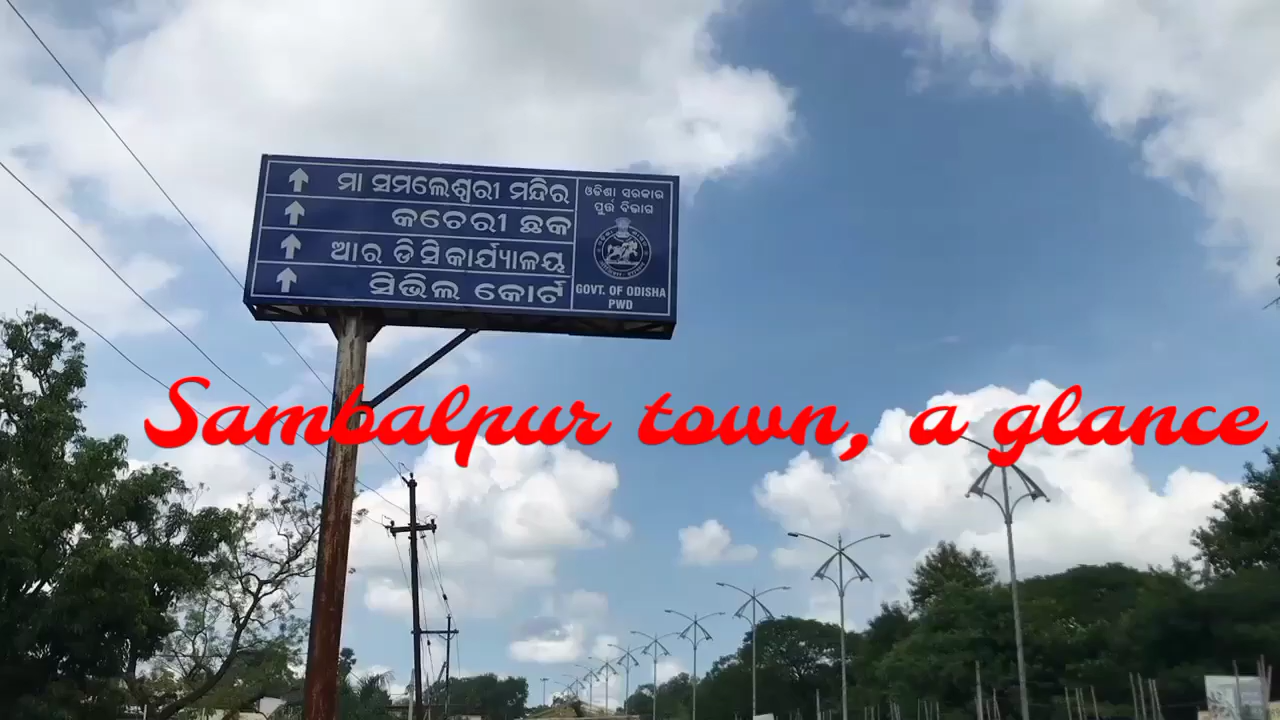 ମା ସମଲେଶ୍ୱରୀ ମନ୍ଦିର
କଚେରୀ ଛକ
ଆର ଡି ସି କାର୍ଯ୍ୟାଳୟ
ସିଭିଲ କୋର୍ଟ
ଓଡିଶା ସରକାର
ପୁର୍ତ୍ତ ବିଭାଗ
GOVT. OF ODISHA
PWD
Sambalpur town, a glance